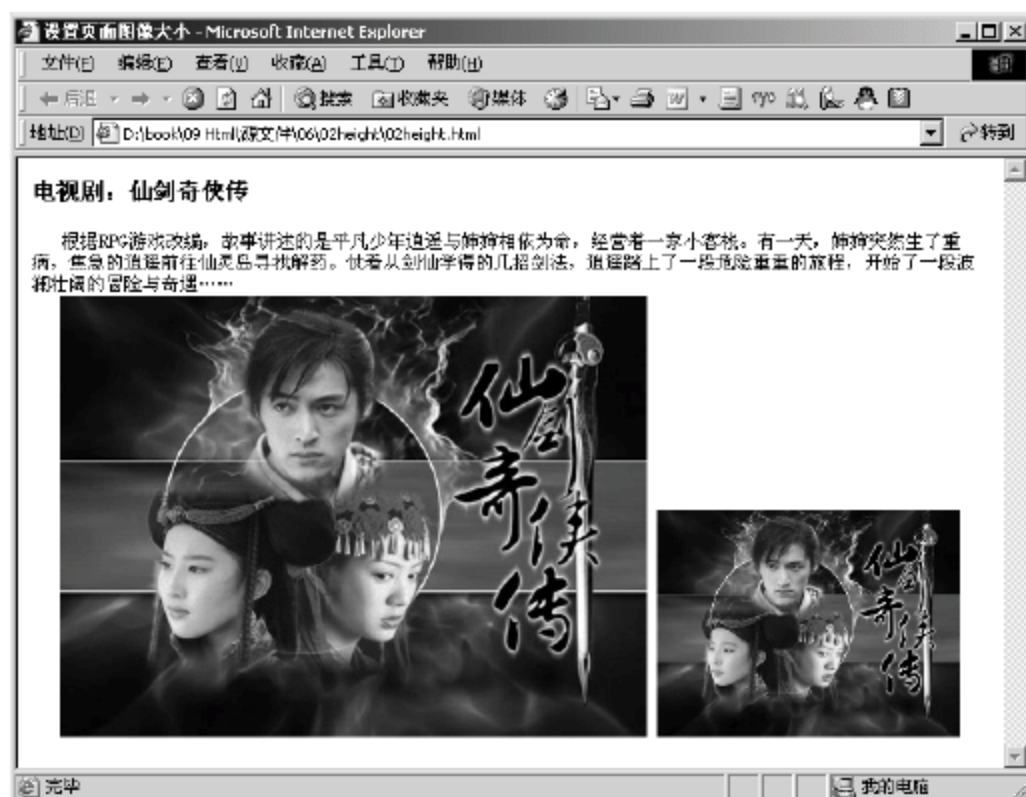 设置页面图像大小 - Microsoft Internet Explorer
文件(F) 编辑(E) 查看(V) 收藏(A) 工具(T) 帮助(H)
后退 搜索 收藏夹 媒体
地址(D) D:\book\09 Html\源文件\06\02height\02height.html 转到
电视剧：仙剑奇侠传
根据RPG游戏改编，故事讲述的是平凡少年逍遥与婶婶相依为命，经营着一家小客栈。有一天，婶婶突然生了重
病，焦急的逍遥前往仙灵岛寻找解药。凭着从剑仙学得的几招剑法，逍遥踏上了一段危险重重的旅程，开始了一段波
澜壮阔的冒险与奇遇……
仙剑奇侠传
仙剑奇侠传
完毕 我的电脑